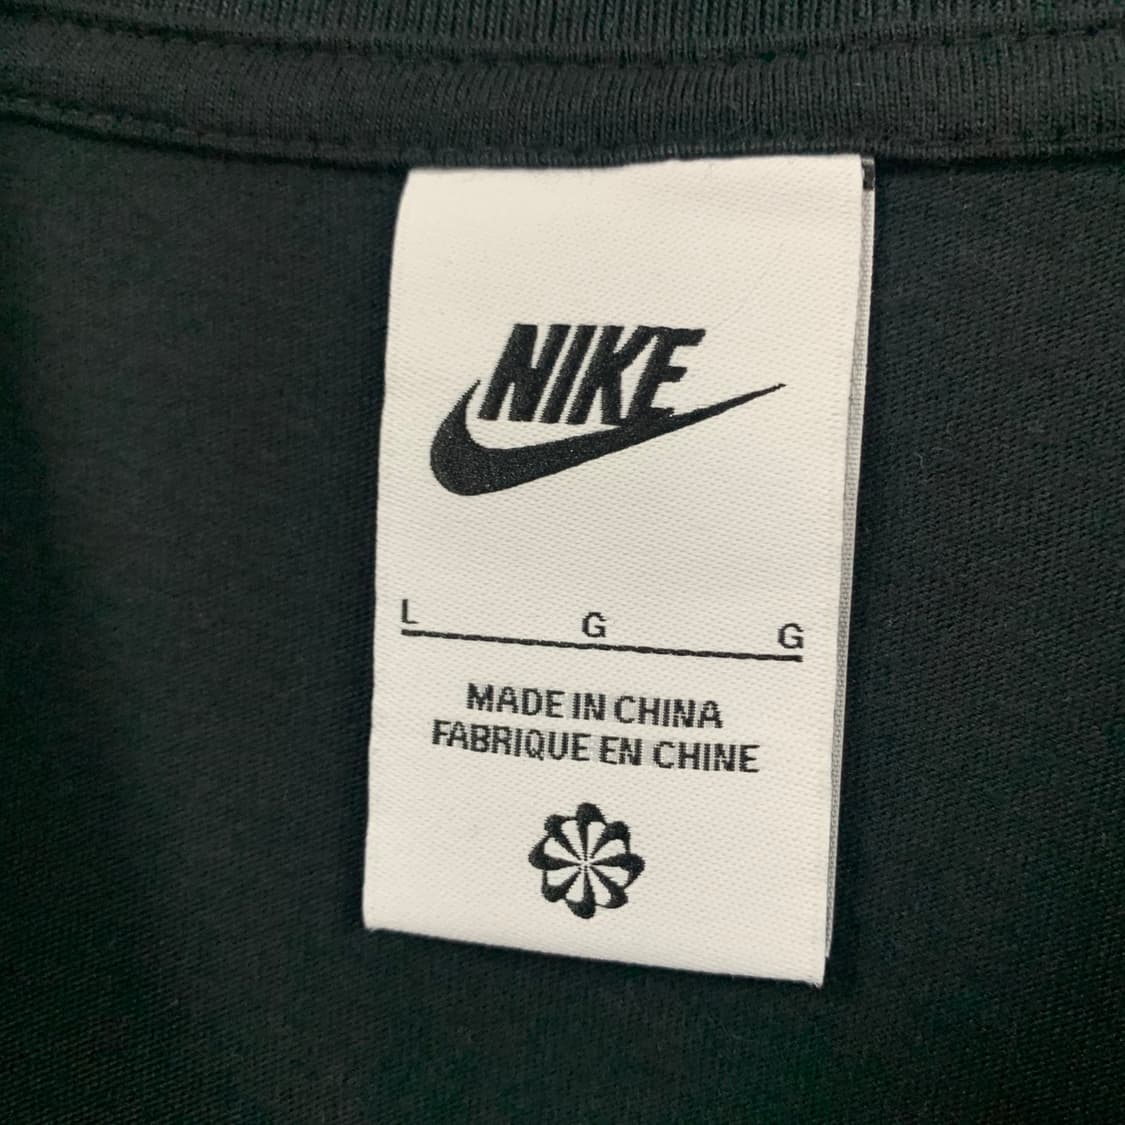 NIKE
L G G
MADE IN CHINA
FABRIQUE EN CHINE